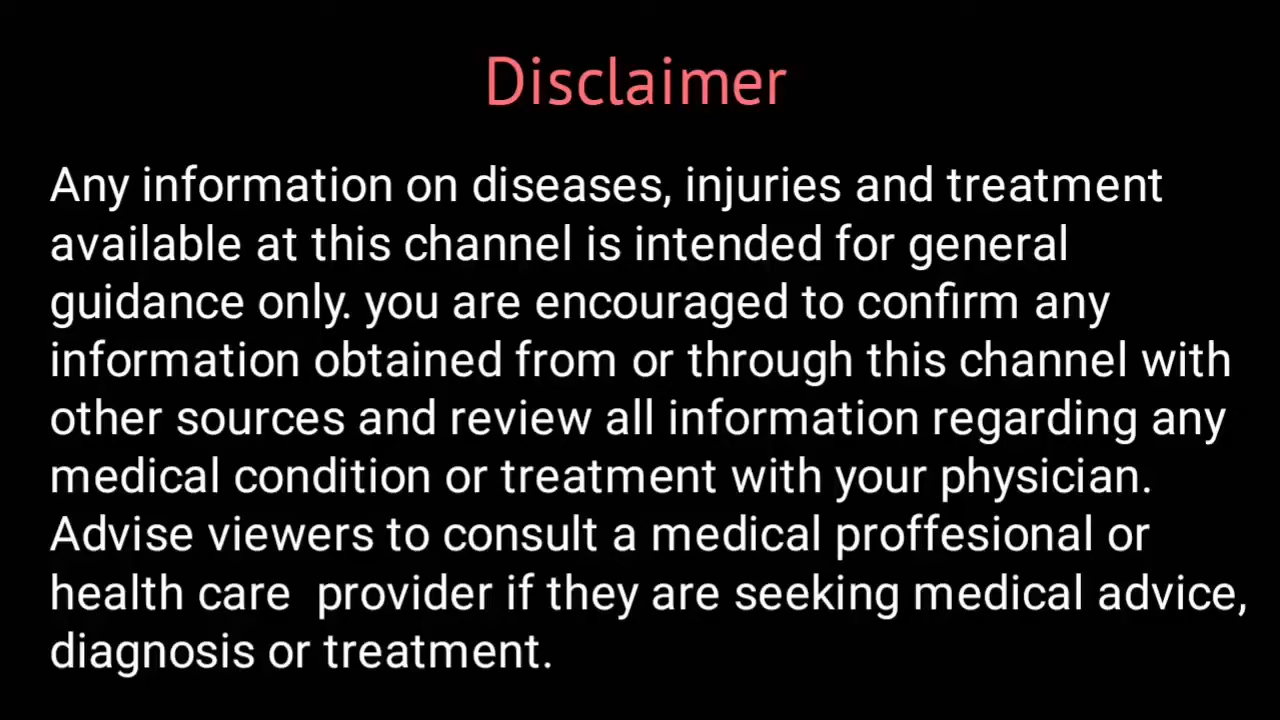 Disclaimer
Any information on diseases, injuries and treatment
available at this channel is intended for general
guidance only. you are encouraged to confirm any
information obtained from or through this channel with
other sources and review all information regarding any
medical condition or treatment with your physician.
Advise viewers to consult a medical proffesional or
health care  provider if they are seeking medical advice,
diagnosis or treatment.